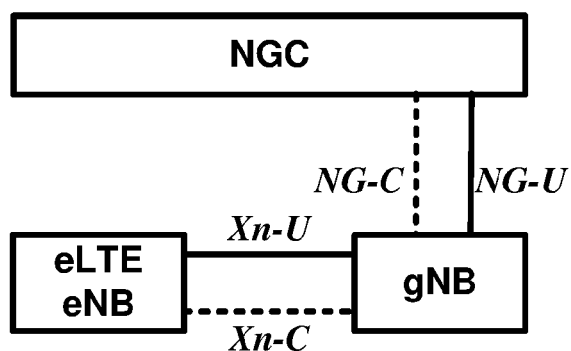 NGC
NG-C NG-U
Xn-U
eLTE
eNB
gNB
Xn-C